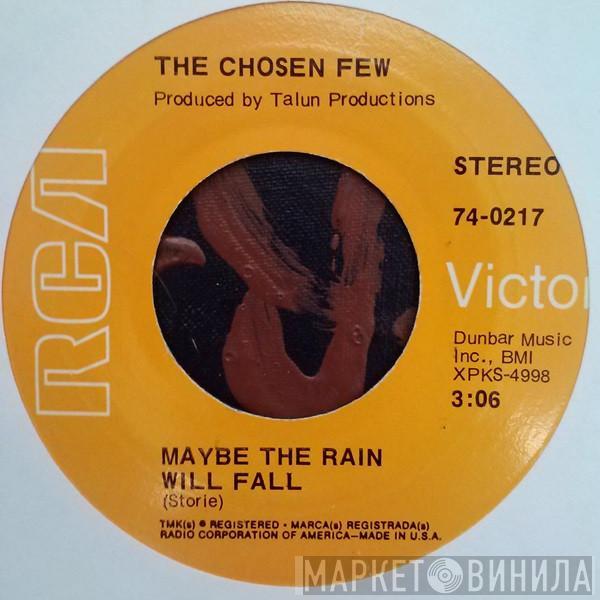 THE CHOSEN FEW
Produced by Talun Productions
RCA
STEREO
74-0217
Victor
Dunbar Music
Inc., BMI
XPKS-4998
3:06
MAYBE THE RAIN
WILL FALL
(Storie)
TMK(s) ® REGISTERED • MARCA(s) REGISTRADA(s)
RADIO CORPORATION OF AMERICA—MADE IN U.S.A.
МАРКЕТ ВИНИЛА